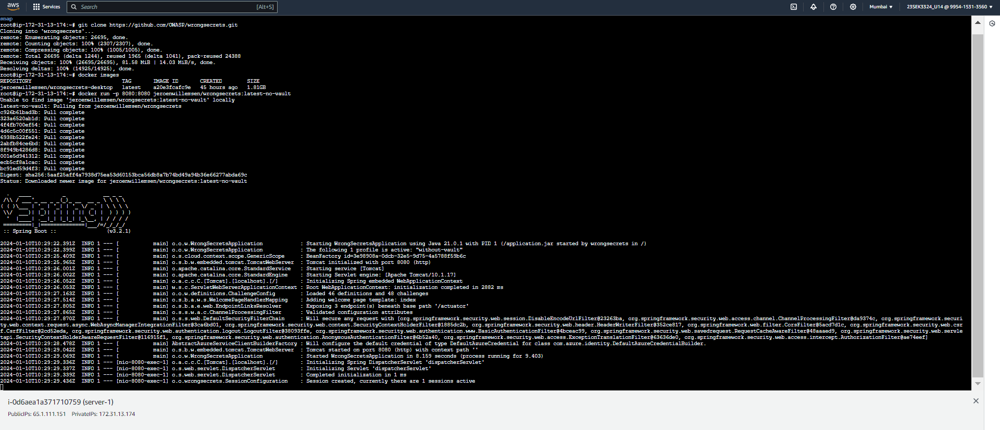 aws Services Search [Alt+S] Mumbai ▼ 23SEK3324_U14 @ 9954-1531-3560 ▼
snap
root@ip-172-31-13-174:~# git clone https://github.com/OWASP/wrongsecrets.git
Cloning into 'wrongsecrets'...
remote: Enumerating objects: 26695, done.
remote: Counting objects: 100% (2307/2307), done.
remote: Compressing objects: 100% (1005/1005), done.
remote: Total 26695 (delta 1244), reused 1965 (delta 1041), pack-reused 24388
Receiving objects: 100% (26695/26695), 81.58 MiB | 14.03 MiB/s, done.
Resolving deltas: 100% (14925/14925), done.
root@ip-172-31-13-174:~# docker images
REPOSITORY TAG IMAGE ID CREATED SIZE
jeroenwillemsen/wrongsecrets-desktop latest a20e3fcafc9e 45 hours ago 1.81GB
root@ip-172-31-13-174:~# docker run -p 8080:8080 jeroenwillemsen/wrongsecrets:latest-no-vault
Unable to find image 'jeroenwillemsen/wrongsecrets:latest-no-vault' locally
latest-no-vault: Pulling from jeroenwillemsen/wrongsecrets
c926b61bad3b: Pull complete
323a6520ab1d: Pull complete
4f4fb700ef54: Pull complete
4d6c5c00f551: Pull complete
6938b522fe24: Pull complete
2abfb84ce6bd: Pull complete
8f949b4286d8: Pull complete
001e5d941312: Pull complete
ecb5cf8a1cac: Pull complete
bc91ed59d4f3: Pull complete
Digest: sha256:5aaf25aff4a7938d75ea53d60153bca56db8a7b74bd49a94b36e66277abda69c
Status: Downloaded newer image for jeroenwillemsen/wrongsecrets:latest-no-vault
:: Spring Boot :: (v3.2.1)
2024-01-10T10:29:22.391Z INFO 1 --- [ main] o.o.w.WrongSecretsApplication : Starting WrongSecretsApplication using Java 21.0.1 with PID 1 (/application.jar started by wrongsecrets in /)
2024-01-10T10:29:22.399Z INFO 1 --- [ main] o.o.w.WrongSecretsApplication : The following 1 profile is active: "without-vault"
2024-01-10T10:29:25.409Z INFO 1 --- [ main] o.s.cloud.context.scope.GenericScope : BeanFactory id=3e98908a-0dcb-32e5-9d75-4a5788f59b6c
2024-01-10T10:29:25.965Z INFO 1 --- [ main] o.s.b.w.embedded.tomcat.TomcatWebServer : Tomcat initialized with port 8080 (http)
2024-01-10T10:29:26.001Z INFO 1 --- [ main] o.apache.catalina.core.StandardService : Starting service [Tomcat]
2024-01-10T10:29:26.002Z INFO 1 --- [ main] o.apache.catalina.core.StandardEngine : Starting Servlet engine: [Apache Tomcat/10.1.17]
2024-01-10T10:29:26.052Z INFO 1 --- [ main] o.a.c.c.C.[Tomcat].[localhost].[/] : Initializing Spring embedded WebApplicationContext
2024-01-10T10:29:26.053Z INFO 1 --- [ main] w.s.c.ServletWebServerApplicationContext : Root WebApplicationContext: initialization completed in 2882 ms
2024-01-10T10:29:27.163Z INFO 1 --- [ main] o.o.w.definitions.ChallengeConfig : Loaded 46 definitions and 48 challenges
2024-01-10T10:29:27.514Z INFO 1 --- [ main] o.s.b.a.w.s.WelcomePageHandlerMapping : Adding welcome page template: index
2024-01-10T10:29:27.805Z INFO 1 --- [ main] o.s.b.a.e.web.EndpointLinksResolver : Exposing 3 endpoint(s) beneath base path '/actuator'
2024-01-10T10:29:27.865Z INFO 1 --- [ main] o.s.s.w.a.c.ChannelProcessingFilter : Validated configuration attributes
2024-01-10T10:29:27.870Z INFO 1 --- [ main] o.s.s.web.DefaultSecurityFilterChain : Will secure any request with [org.springframework.security.web.session.DisableEncodeUrlFilter@23263ba, org.springframework.security.web.access.channel.ChannelProcessingFilter@da9374c, org.springframework.securi
ty.web.context.request.async.WebAsyncManagerIntegrationFilter@3ca6bd01, org.springframework.security.web.context.SecurityContextHolderFilter@1885dc2b, org.springframework.security.web.header.HeaderWriterFilter@352ce817, org.springframework.web.filter.CorsFilter@5acd7d1c, org.springframework.security.web.csr
f.CsrfFilter@2cd52eda, org.springframework.security.web.authentication.logout.LogoutFilter@38093ffe, org.springframework.security.web.authentication.www.BasicAuthenticationFilter@4bceac99, org.springframework.security.web.savedrequest.RequestCacheAwareFilter@48aaaed9, org.springframework.security.web.servle
tapi.SecurityContextHolderAwareRequestFilter@116915f1, org.springframework.security.web.authentication.AnonymousAuthenticationFilter@6b52a40, org.springframework.security.web.access.ExceptionTranslationFilter@63636de0, org.springframework.security.web.access.intercept.AuthorizationFilter@ae74eef]
2024-01-10T10:29:28.478Z INFO 1 --- [ main] AbstractAzureServiceClientBuilderFactory : Will configure the default credential of type DefaultAzureCredential for class com.azure.identity.DefaultAzureCredentialBuilder.
2024-01-10T10:29:29.042Z INFO 1 --- [ main] o.s.b.w.embedded.tomcat.TomcatWebServer : Tomcat started on port 8080 (http) with context path ''
2024-01-10T10:29:29.069Z INFO 1 --- [ main] o.o.w.WrongSecretsApplication : Started WrongSecretsApplication in 8.159 seconds (process running for 9.403)
2024-01-10T10:29:29.336Z INFO 1 --- [nio-8080-exec-1] o.a.c.c.C.[Tomcat].[localhost].[/] : Initializing Spring DispatcherServlet 'dispatcherServlet'
2024-01-10T10:29:29.337Z INFO 1 --- [nio-8080-exec-1] o.s.web.servlet.DispatcherServlet : Initializing Servlet 'dispatcherServlet'
2024-01-10T10:29:29.339Z INFO 1 --- [nio-8080-exec-1] o.s.web.servlet.DispatcherServlet : Completed initialization in 1 ms
2024-01-10T10:29:29.436Z INFO 1 --- [nio-8080-exec-1] o.o.wrongsecrets.SessionConfiguration : Session created, currently there are 1 sessions active
i-0d6aea1a371710759 (server-1)
PublicIPs: 65.1.111.151 PrivateIPs: 172.31.13.174